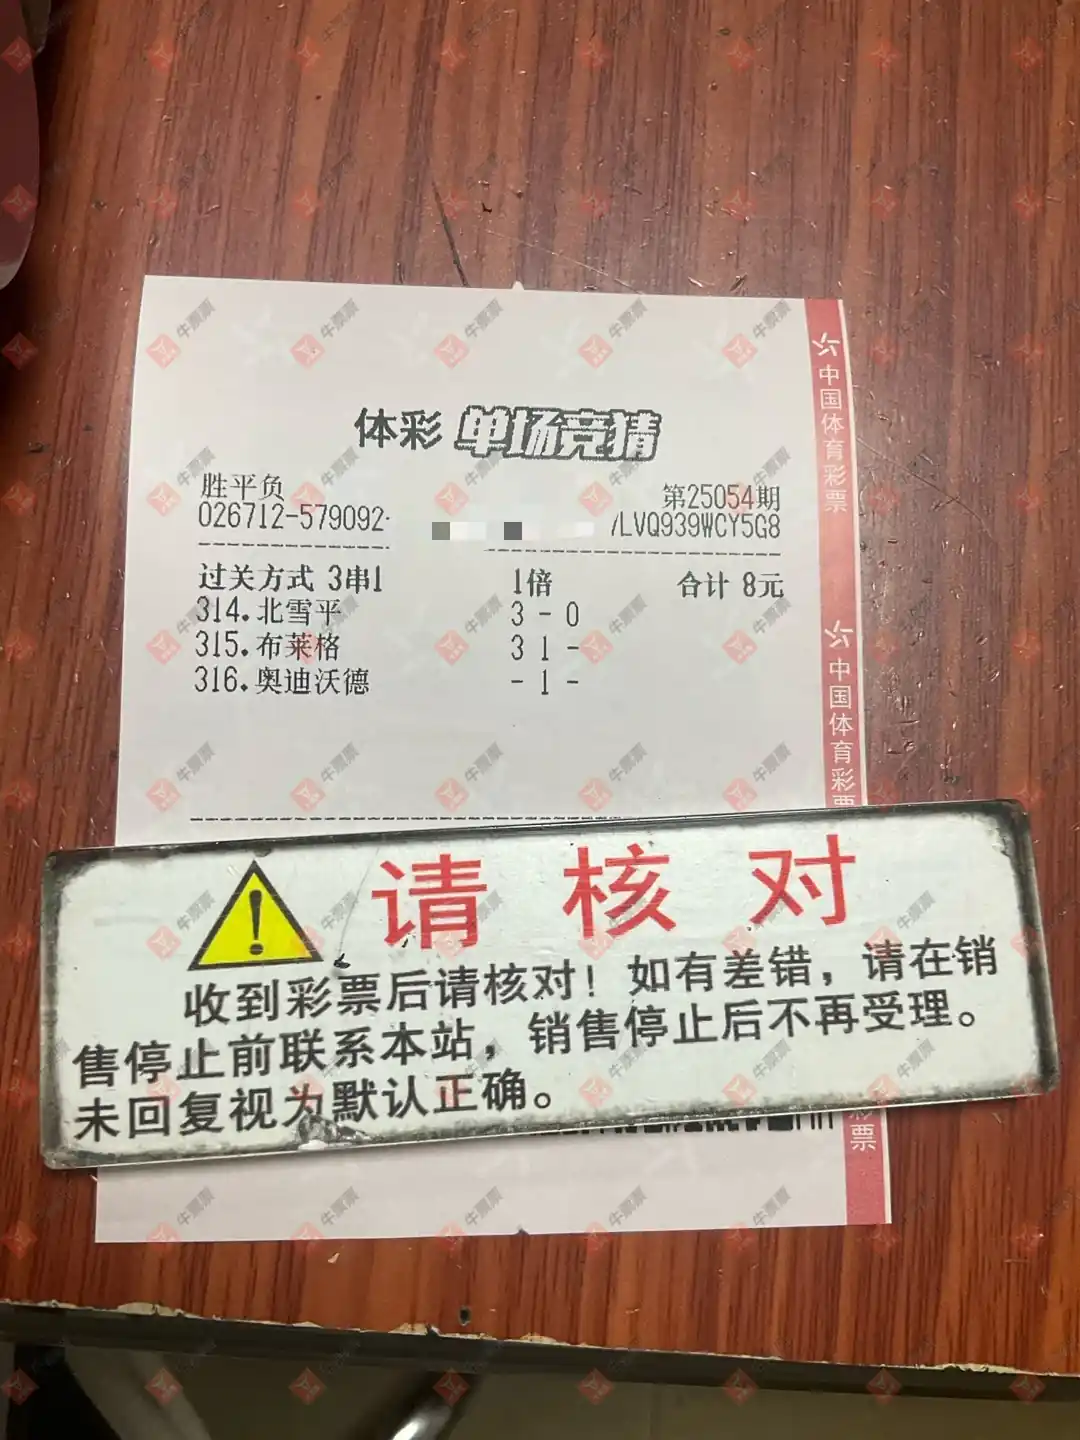 体彩 单场竞猜
胜平负
第25054期
026712-579092
/LVQ939WCY5G8
过关方式 3串1 1倍 合计 8元
314.北雪平 3 - 0
315.布莱格 3 1 -
316.奥迪沃德 - 1 -
中国体育彩票
中国体育彩票
彩票
请核对
收到彩票后请核对！如有差错，请在销
售停止前联系本站，销售停止后不再受理。
未回复视为默认正确。
牛票票